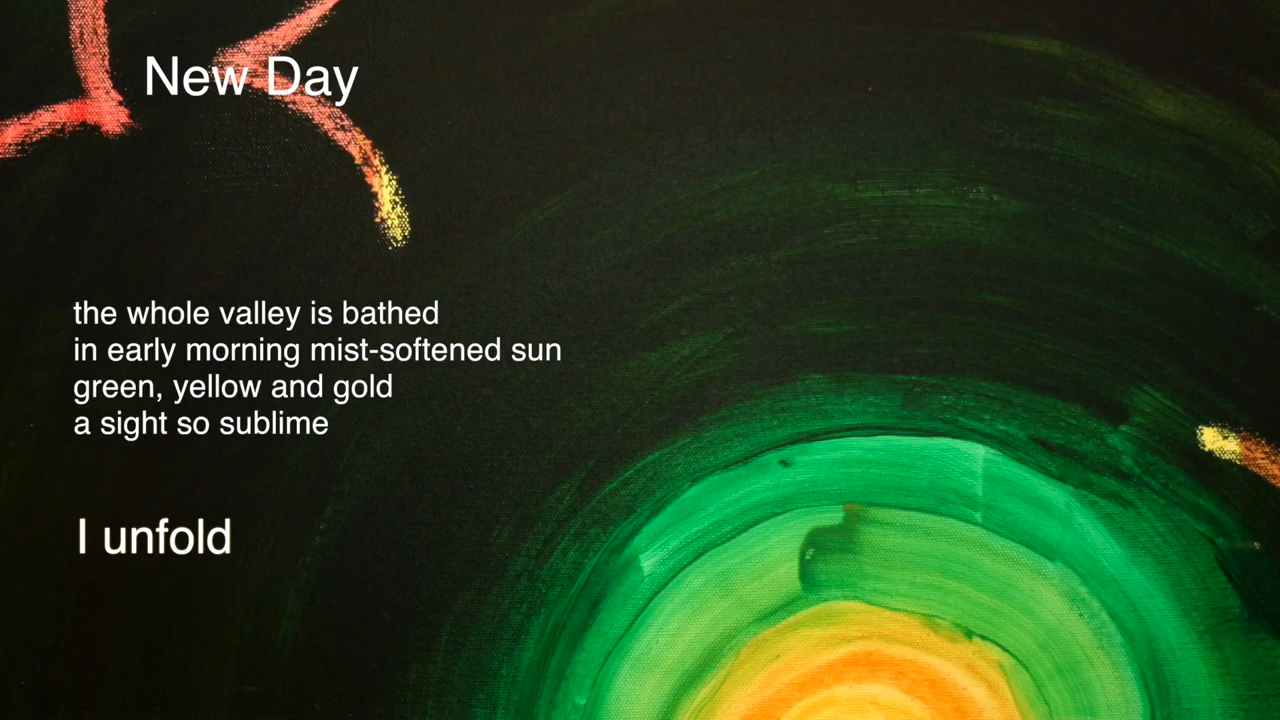 New Day
the whole valley is bathed
in early morning mist-softened sun
green, yellow and gold
a sight so sublime
I unfold